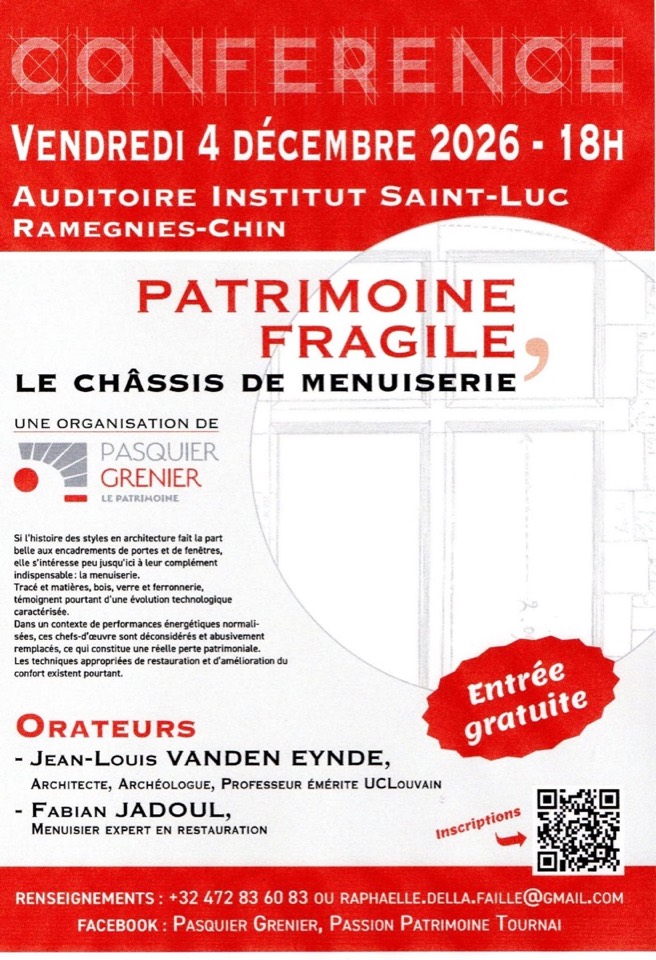 CONFERENCE
VENDREDI 4 DÉCEMBRE 2026 - 18H
AUDITOIRE INSTITUT SAINT-LUC
RAMEGNIES-CHIN
PATRIMOINE
FRAGILE,
LE CHÂSSIS DE MENUISERIE
UNE ORGANISATION DE
PASQUIER
GRENIER
LE PATRIMOINE
Si l'histoire des styles en architecture fait la part
belle aux encadrements de portes et de fenêtres,
elle s'intéresse peu jusqu'ici à leur complément
indispensable : la menuiserie.
Tracé et matières, bois, verre et ferronnerie,
témoignent pourtant d'une évolution technologique
caractérisée.
Dans un contexte de performances énergétiques normali-
sées, ces chefs-d'œuvre sont déconsidérés et abusivement
remplacés, ce qui constitue une réelle perte patrimoniale.
Les techniques appropriées de restauration et d'amélioration du
confort existent pourtant.
Entrée
gratuite
ORATEURS
- JEAN-LOUIS VANDEN EYNDE,
ARCHITECTE, ARCHÉOLOGUE, PROFESSEUR ÉMÉRITE UCLOUVAIN
- FABIAN JADOUL,
MENUISIER EXPERT EN RESTAURATION
Inscriptions
RENSEIGNEMENTS : +32 472 83 60 83 OU RAPHAELLE.DELLA.FAILLE@GMAIL.COM
FACEBOOK : PASQUIER GRENIER, PASSION PATRIMOINE TOURNAI